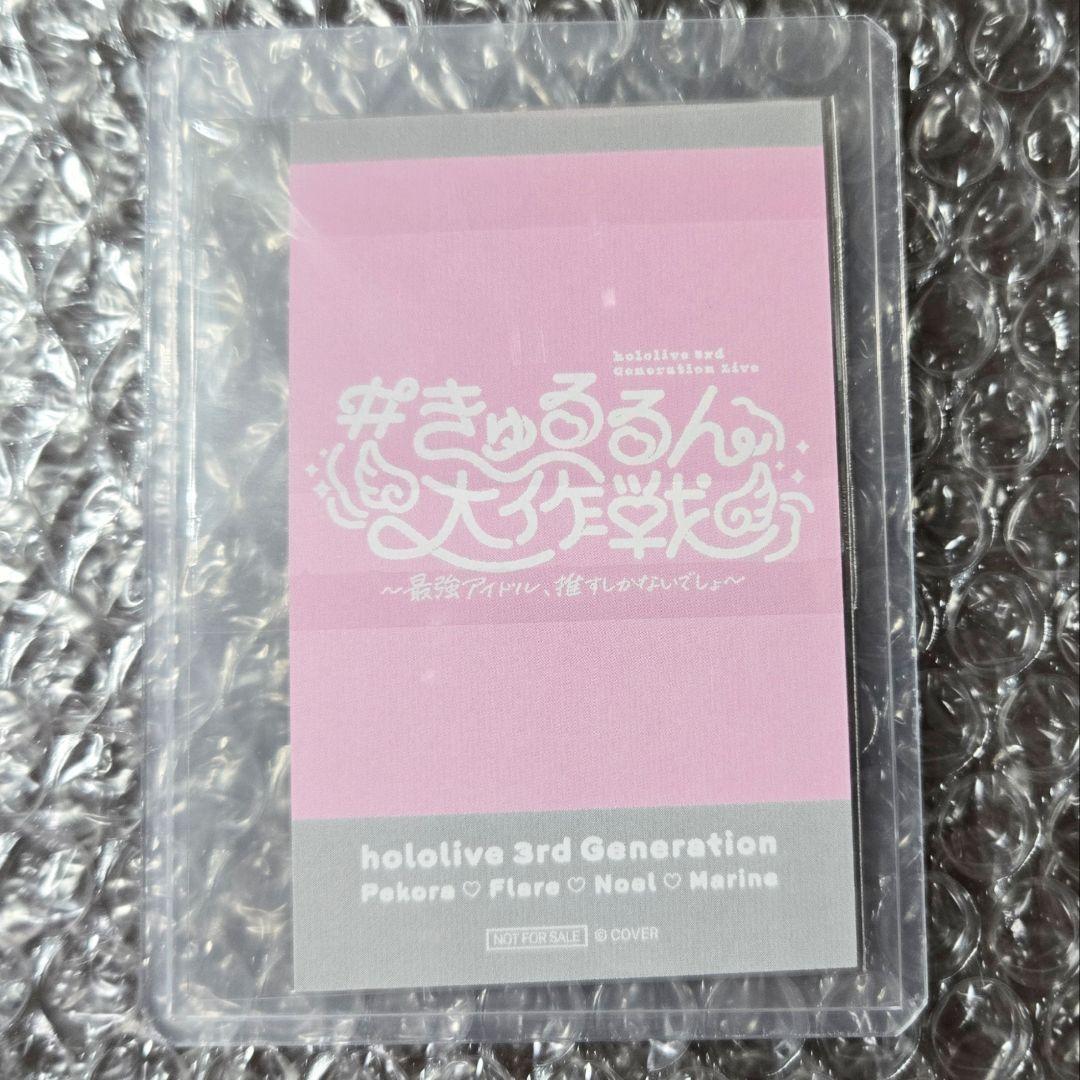 hololive 3rd
Generation Live
#きゅるるん
大作戦
～最強アイドル、推すしかないでしょ～
hololive 3rd Generation
Pekora ♡ Flare ♡ Noel ♡ Marine
NOT FOR SALE © COVER